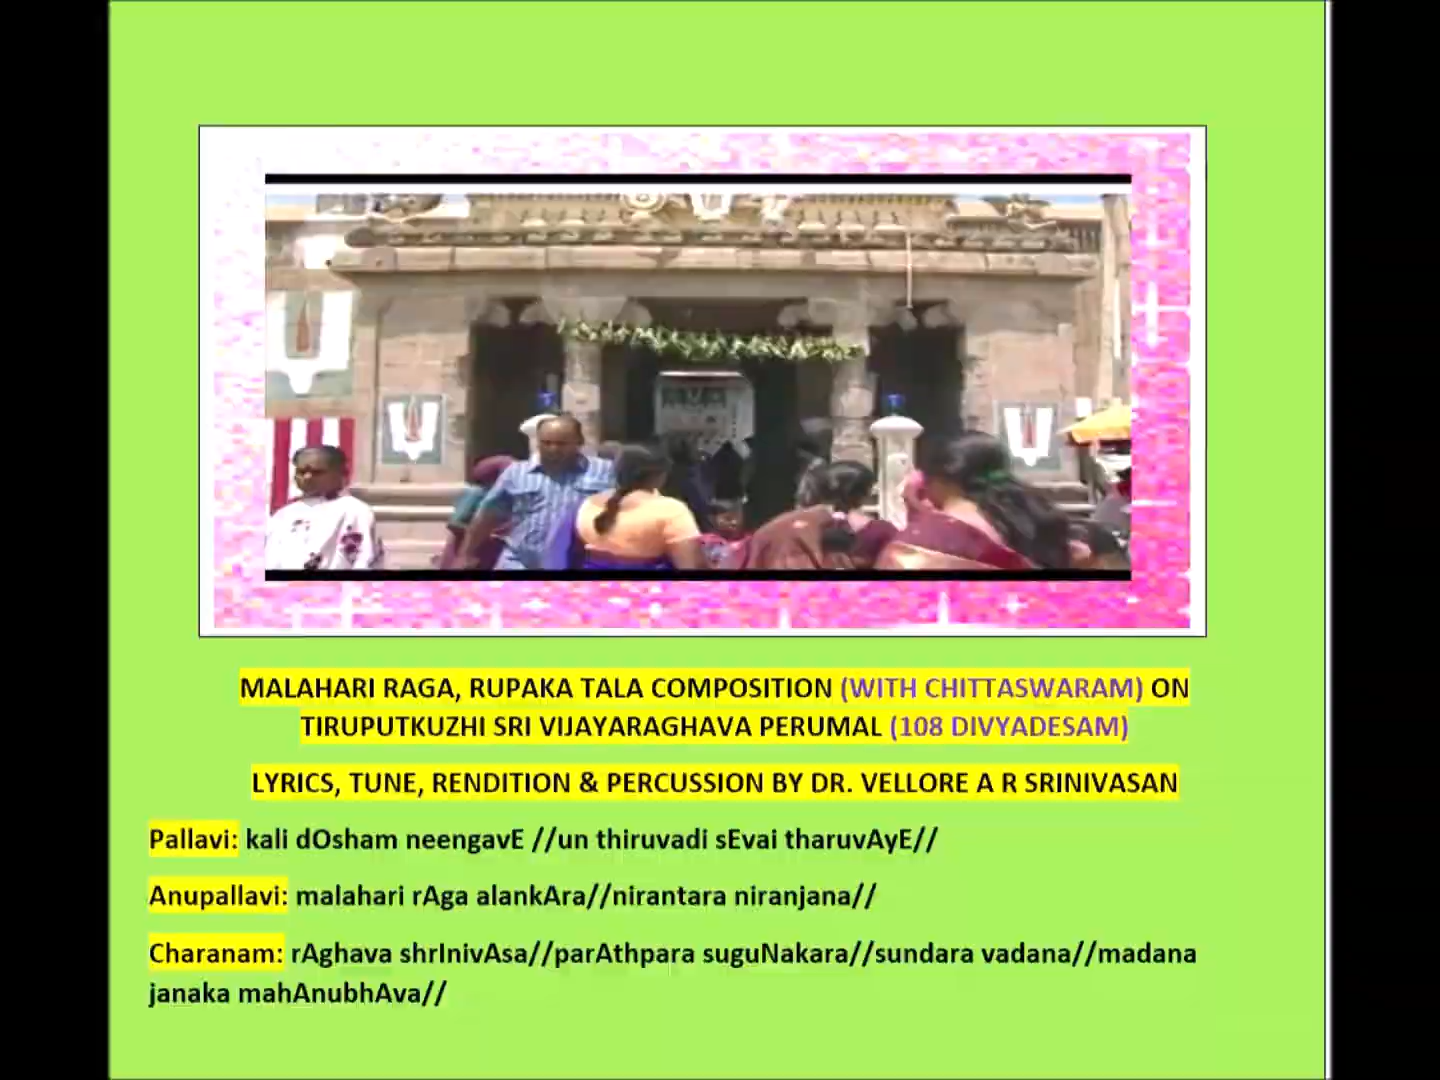 MALAHARI RAGA, RUPAKA TALA COMPOSITION (WITH CHITTASWARAM) ON
TIRUPUTKUZHI SRI VIJAYARAGHAVA PERUMAL (108 DIVYADESAM)
LYRICS, TUNE, RENDITION & PERCUSSION BY DR. VELLORE A R SRINIVASAN
Pallavi: kali dOsham neengavE //un thiruvadi sEvai tharuvAyE//
Anupallavi: malahari rAga alankAra//nirantara niranjana//
Charanam: rAghava shrInivAsa//parAthpara suguNakara//sundara vadana//madana
janaka mahAnubhAva//